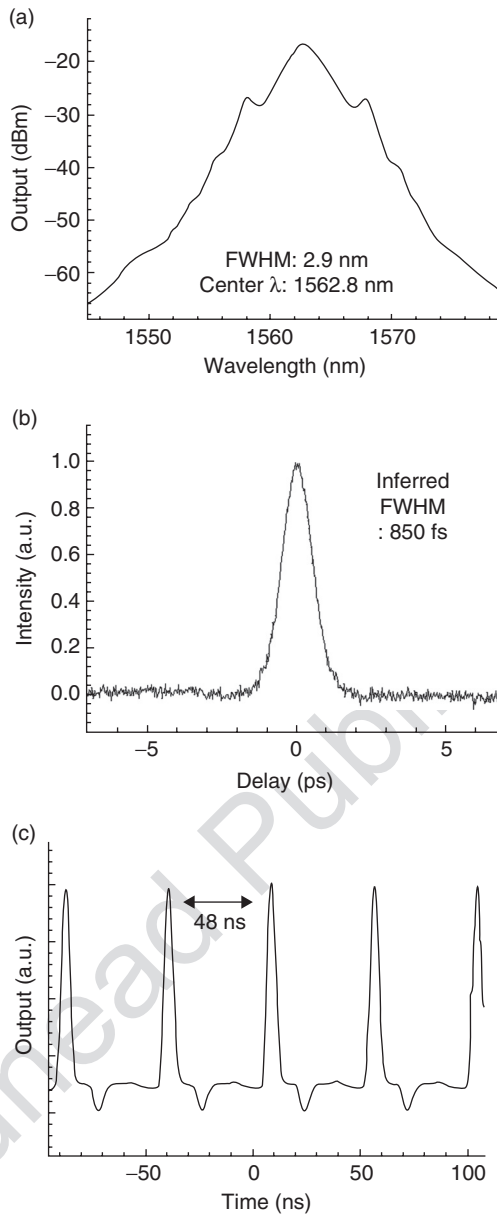 (a)
−20
−30
−40
−50
−60
Output (dBm)
FWHM: 2.9 nm
Center λ: 1562.8 nm
1550 1560 1570
Wavelength (nm)
(b)
1.0
0.8
0.6
0.4
0.2
0.0
Intensity (a.u.)
Inferred
FWHM
: 850 fs
−5 0 5
Delay (ps)
(c)
Output (a.u.)
48 ns
−50 0 50 100
Time (ns)